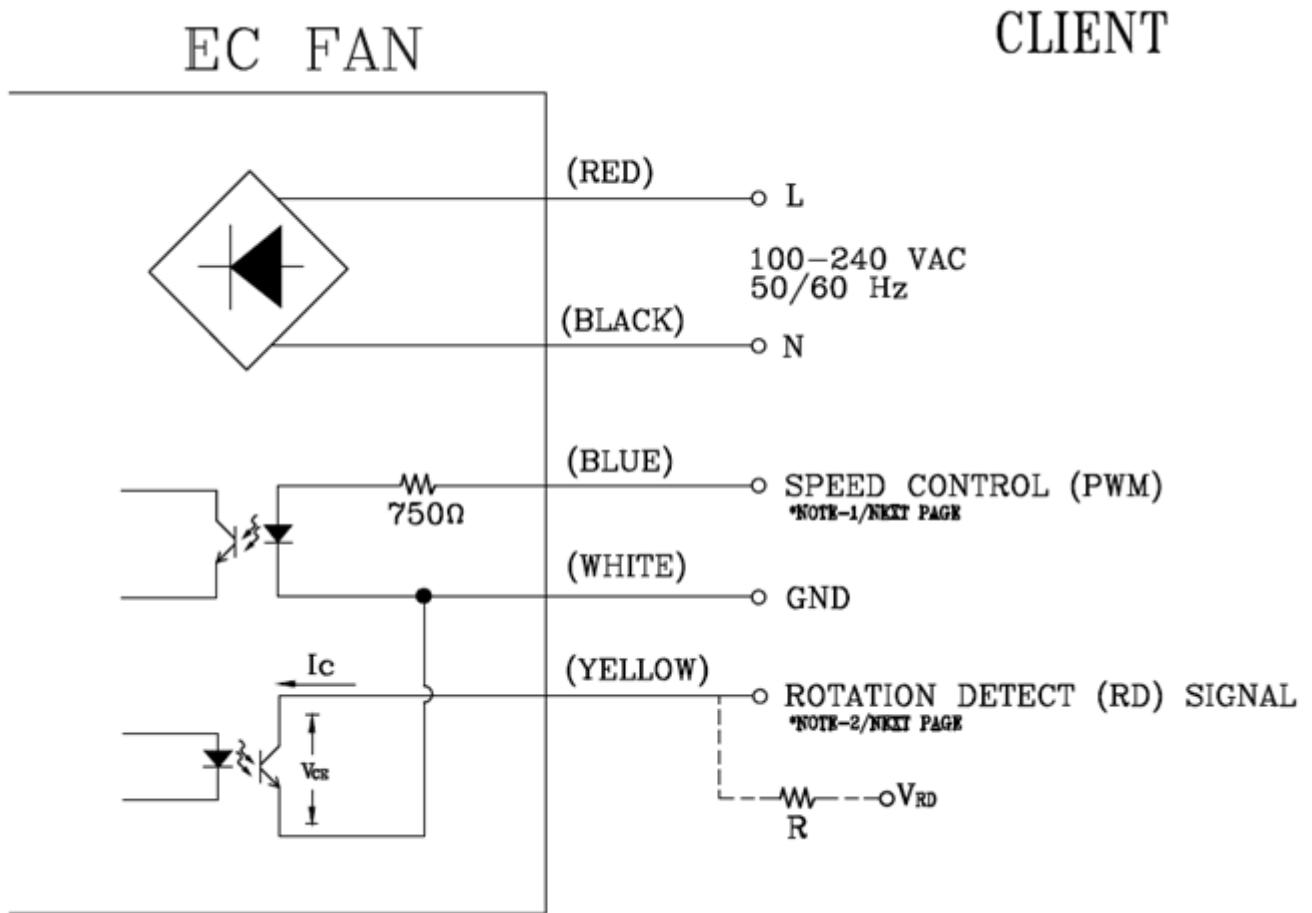 EC FAN
CLIENT
(RED)
L
100-240 VAC
50/60 Hz
(BLACK)
N
(BLUE)
SPEED CONTROL (PWM)
750Ω
*NOTE-1/NEXT PAGE
(WHITE)
GND
Ic
(YELLOW)
ROTATION DETECT (RD) SIGNAL
*NOTE-2/NEXT PAGE
VCE
VRD
R